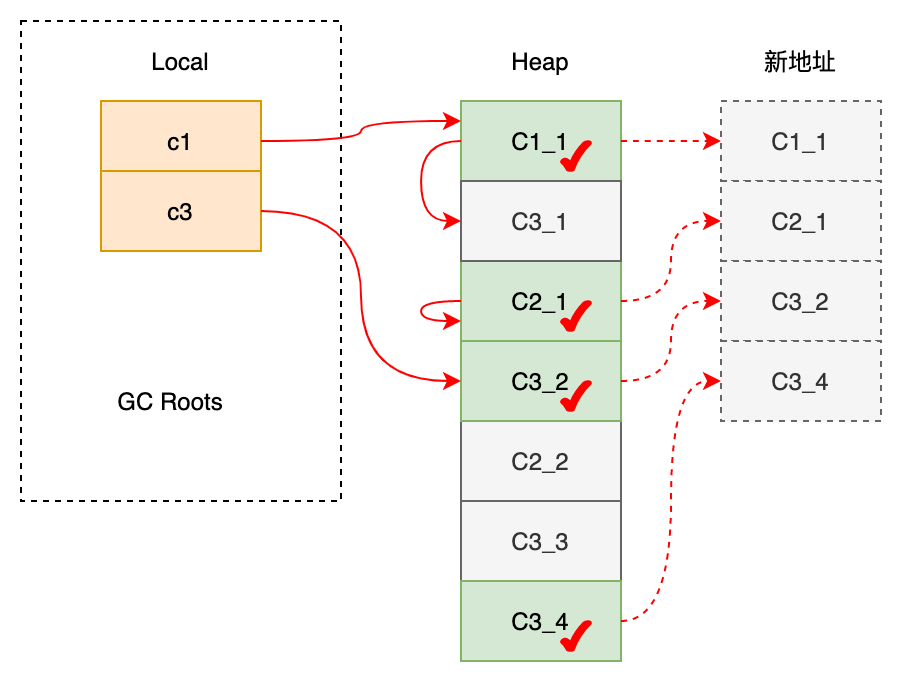 Local
c1
c3
GC Roots
Heap
C1_1
C3_1
C2_1
C3_2
C2_2
C3_3
C3_4
新地址
C1_1
C2_1
C3_2
C3_4